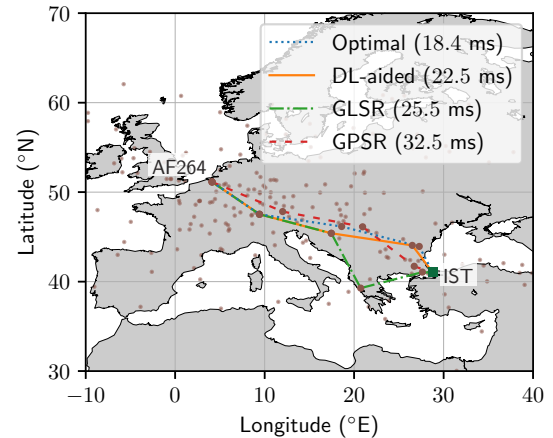 70
60
50
40
30
Latitude (°N)
Optimal (18.4 ms)
DL-aided (22.5 ms)
GLSR (25.5 ms)
GPSR (32.5 ms)
AF264
IST
−10 0 10 20 30 40
Longitude (°E)